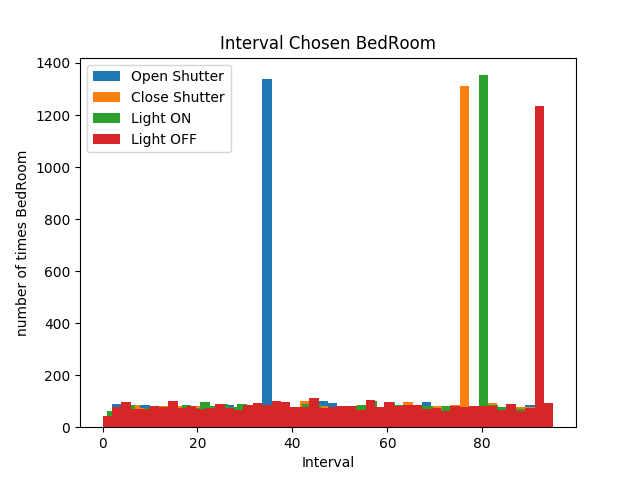 Interval Chosen BedRoom
Open Shutter
Close Shutter
Light ON
Light OFF
number of times BedRoom
1400
1200
1000
800
600
400
200
0
0 20 40 60 80
Interval